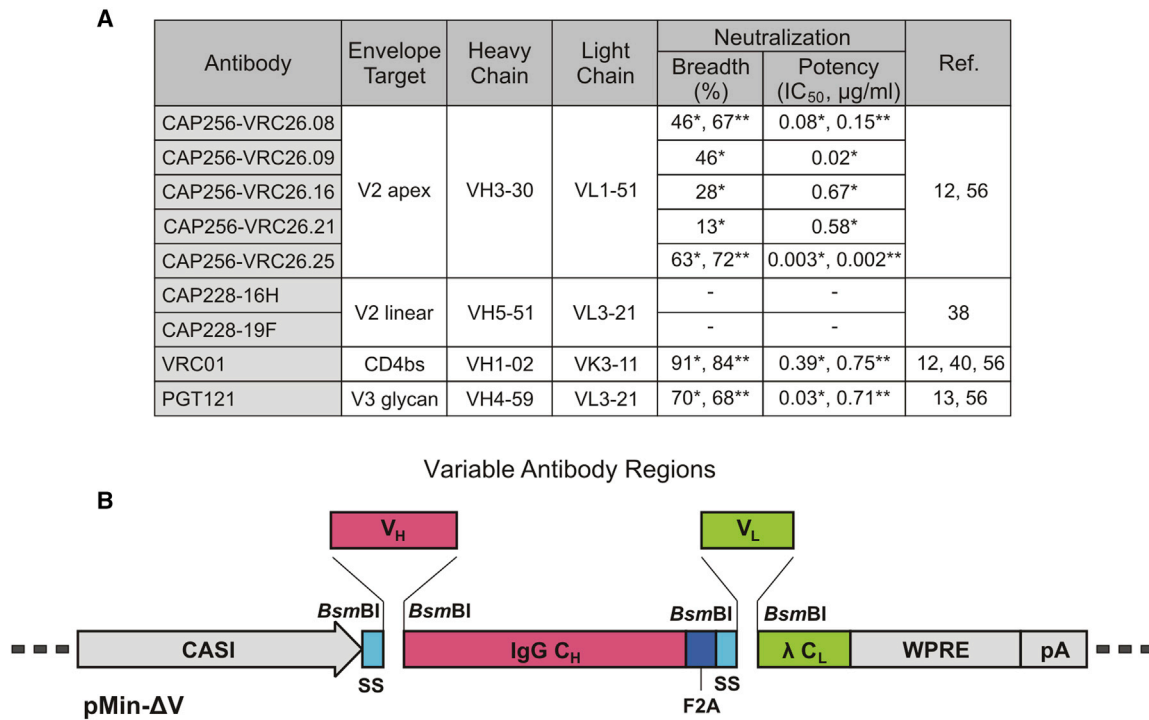 A
Antibody
Envelope
Target
Heavy
Chain
Light
Chain
Neutralization
Breadth
(%)
Potency
(IC50, µg/ml)
Ref.
CAP256-VRC26.08
46*, 67**
0.08*, 0.15**
CAP256-VRC26.09
46*
0.02*
CAP256-VRC26.16
V2 apex
VH3-30
VL1-51
28*
0.67*
12, 56
CAP256-VRC26.21
13*
0.58*
CAP256-VRC26.25
63*, 72**
0.003*, 0.002**
CAP228-16H
V2 linear
VH5-51
VL3-21
-
-
38
CAP228-19F
-
-
VRC01
CD4bs
VH1-02
VK3-11
91*, 84**
0.39*, 0.75**
12, 40, 56
PGT121
V3 glycan
VH4-59
VL3-21
70*, 68**
0.03*, 0.71**
13, 56
Variable Antibody Regions
B
VH
VL
BsmBI
BsmBI
BsmBI
BsmBI
CASI
IgG CH
λ CL
WPRE
pA
SS
SS
F2A
pMin-ΔV